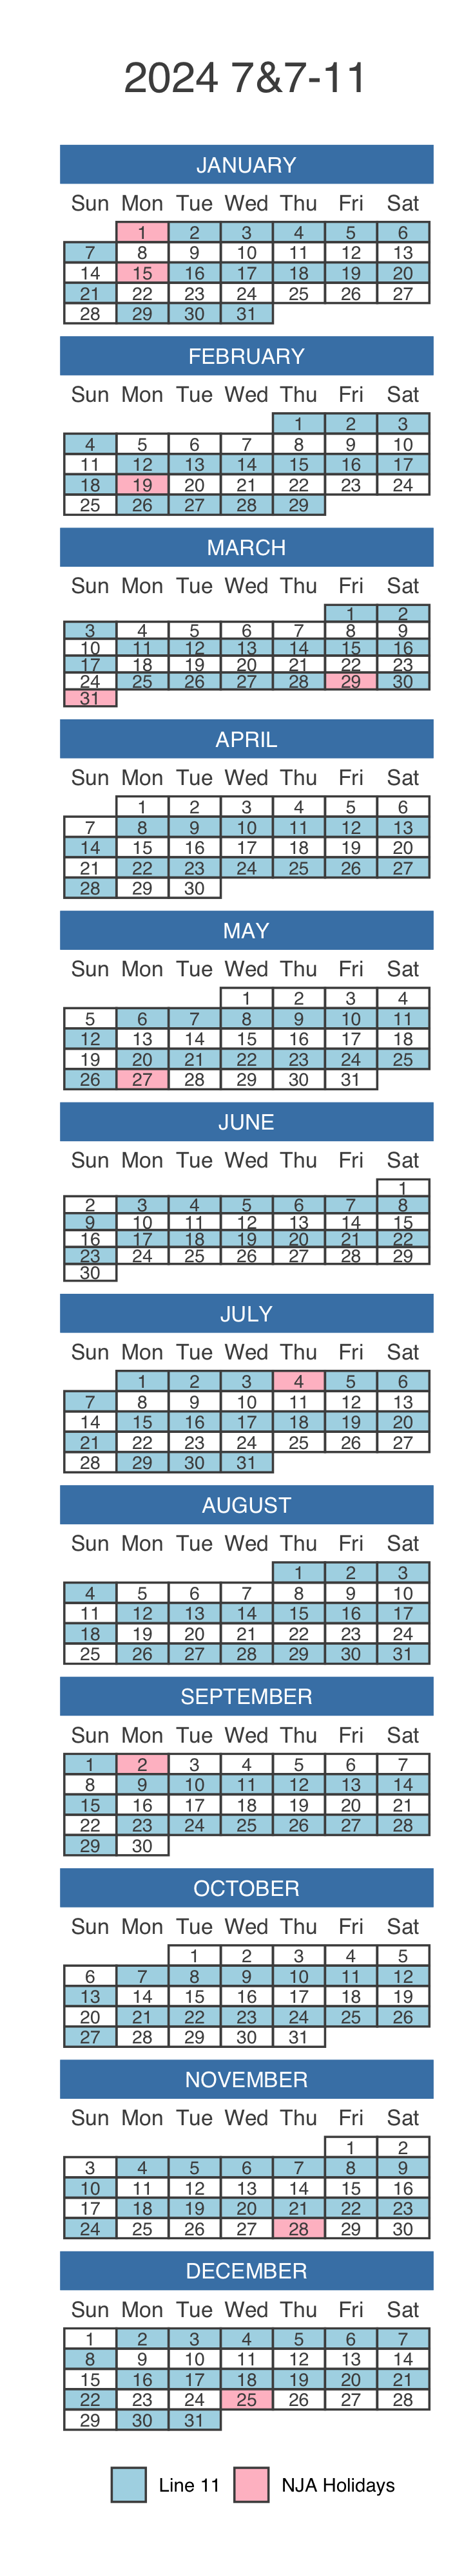 2024 7&7-11
JANUARY
Sun Mon Tue Wed Thu Fri Sat
1 2 3 4 5 6
7 8 9 10 11 12 13
14 15 16 17 18 19 20
21 22 23 24 25 26 27
28 29 30 31
FEBRUARY
Sun Mon Tue Wed Thu Fri Sat
1 2 3
4 5 6 7 8 9 10
11 12 13 14 15 16 17
18 19 20 21 22 23 24
25 26 27 28 29
MARCH
Sun Mon Tue Wed Thu Fri Sat
1 2
3 4 5 6 7 8 9
10 11 12 13 14 15 16
17 18 19 20 21 22 23
24 25 26 27 28 29 30
31
APRIL
Sun Mon Tue Wed Thu Fri Sat
1 2 3 4 5 6
7 8 9 10 11 12 13
14 15 16 17 18 19 20
21 22 23 24 25 26 27
28 29 30
MAY
Sun Mon Tue Wed Thu Fri Sat
1 2 3 4
5 6 7 8 9 10 11
12 13 14 15 16 17 18
19 20 21 22 23 24 25
26 27 28 29 30 31
JUNE
Sun Mon Tue Wed Thu Fri Sat
1
2 3 4 5 6 7 8
9 10 11 12 13 14 15
16 17 18 19 20 21 22
23 24 25 26 27 28 29
30
JULY
Sun Mon Tue Wed Thu Fri Sat
1 2 3 4 5 6
7 8 9 10 11 12 13
14 15 16 17 18 19 20
21 22 23 24 25 26 27
28 29 30 31
AUGUST
Sun Mon Tue Wed Thu Fri Sat
1 2 3
4 5 6 7 8 9 10
11 12 13 14 15 16 17
18 19 20 21 22 23 24
25 26 27 28 29 30 31
SEPTEMBER
Sun Mon Tue Wed Thu Fri Sat
1 2 3 4 5 6 7
8 9 10 11 12 13 14
15 16 17 18 19 20 21
22 23 24 25 26 27 28
29 30
OCTOBER
Sun Mon Tue Wed Thu Fri Sat
1 2 3 4 5
6 7 8 9 10 11 12
13 14 15 16 17 18 19
20 21 22 23 24 25 26
27 28 29 30 31
NOVEMBER
Sun Mon Tue Wed Thu Fri Sat
1 2
3 4 5 6 7 8 9
10 11 12 13 14 15 16
17 18 19 20 21 22 23
24 25 26 27 28 29 30
DECEMBER
Sun Mon Tue Wed Thu Fri Sat
1 2 3 4 5 6 7
8 9 10 11 12 13 14
15 16 17 18 19 20 21
22 23 24 25 26 27 28
29 30 31
Line 11 NJA Holidays